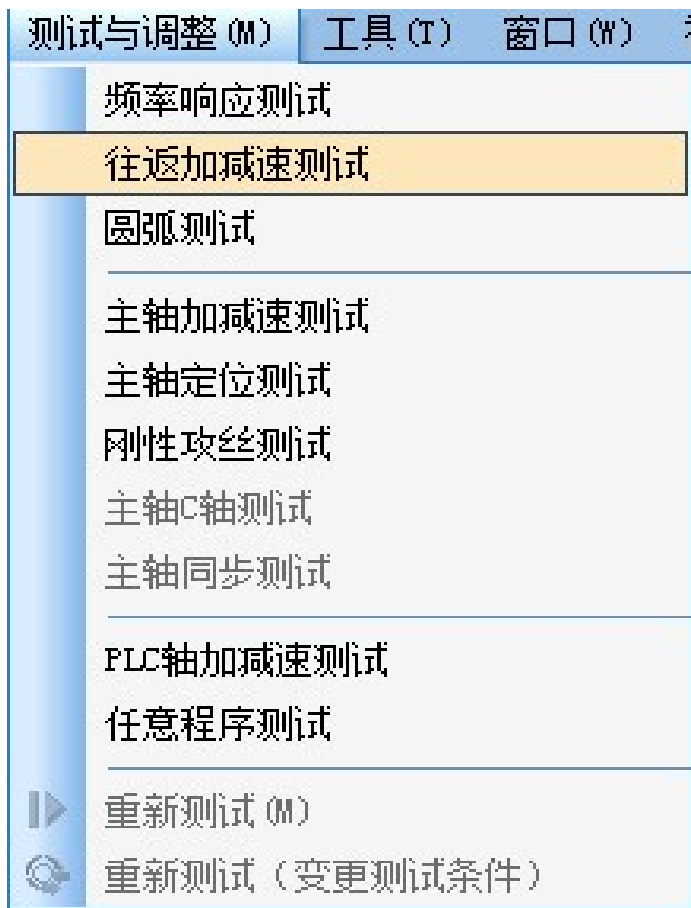 测试与调整(M) 工具(T) 窗口(W)
频率响应测试
往返加减速测试
圆弧测试
主轴加减速测试
主轴定位测试
刚性攻丝测试
主轴C轴测试
主轴同步测试
PLC轴加减速测试
任意程序测试
重新测试(M)
重新测试（变更测试条件）